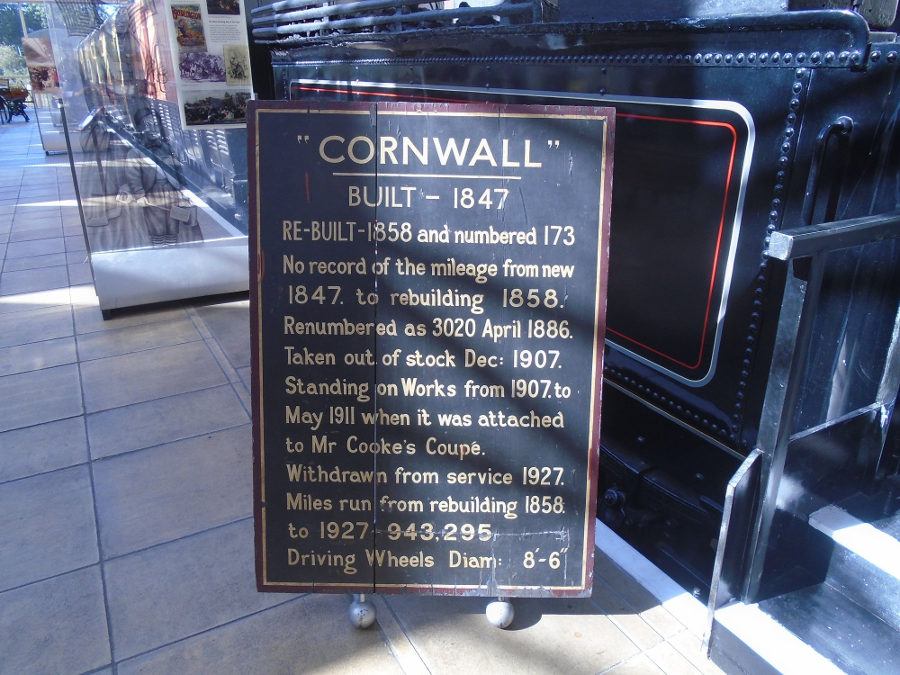 "CORNWALL"
BUILT - 1847
RE-BUILT-1858 and numbered 173
No record of the mileage from new
1847. to rebuilding 1858.
Renumbered as 3020 April 1886.
Taken out of stock Dec: 1907.
Standing on Works from 1907. to
May 1911 when it was attached
to Mr Cooke's Coupé.
Withdrawn from service 1927.
Miles run from rebuilding 1858.
to 1927 - 943,295
Driving Wheels Diam: 8'-6"